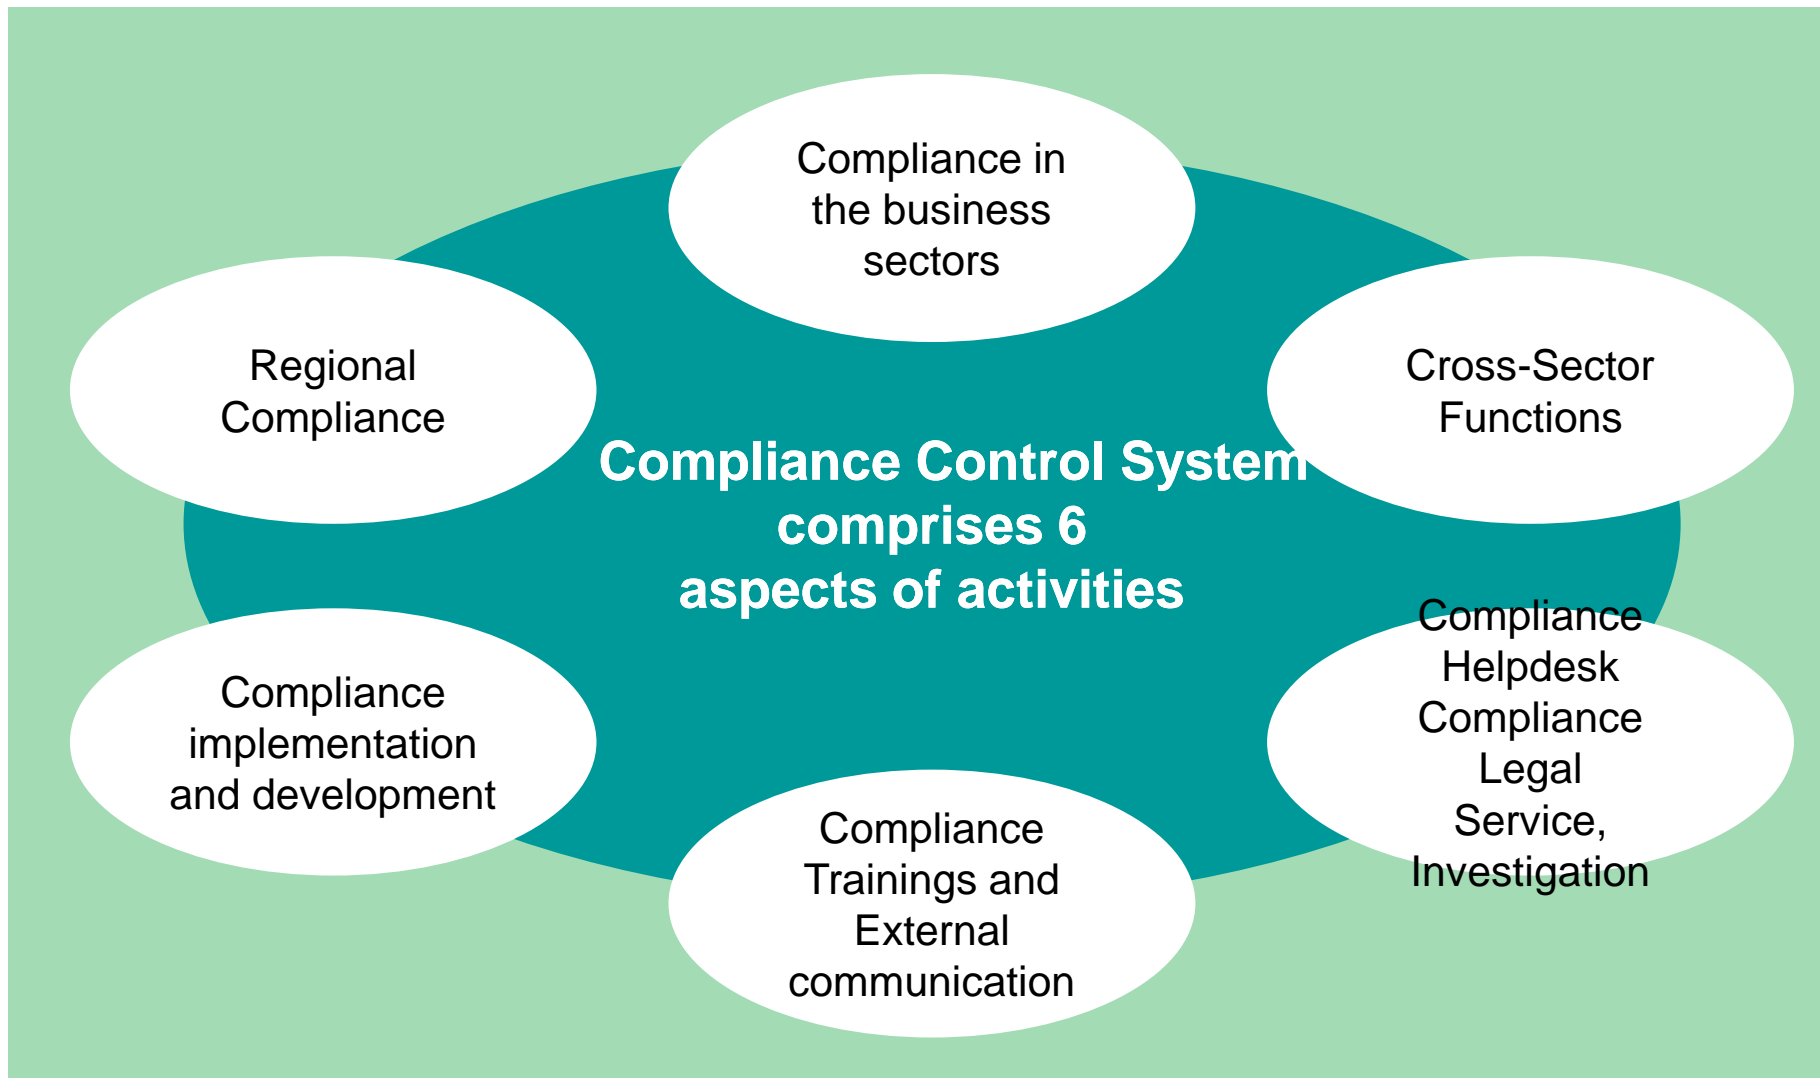 Compliance in
the business
sectors
Regional
Compliance
Cross-Sector
Functions
Compliance Control System
comprises 6
aspects of activities
Compliance
implementation
and development
Compliance
Helpdesk
Compliance
Legal
Service,
Investigation
Compliance
Trainings and
External
communication